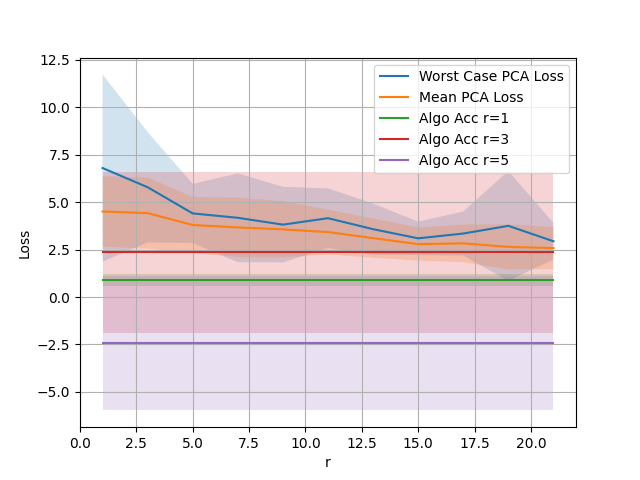 12.5
10.0
7.5
5.0
2.5
0.0
−2.5
−5.0
Loss
Worst Case PCA Loss
Mean PCA Loss
Algo Acc r=1
Algo Acc r=3
Algo Acc r=5
0.0 2.5 5.0 7.5 10.0 12.5 15.0 17.5 20.0
r